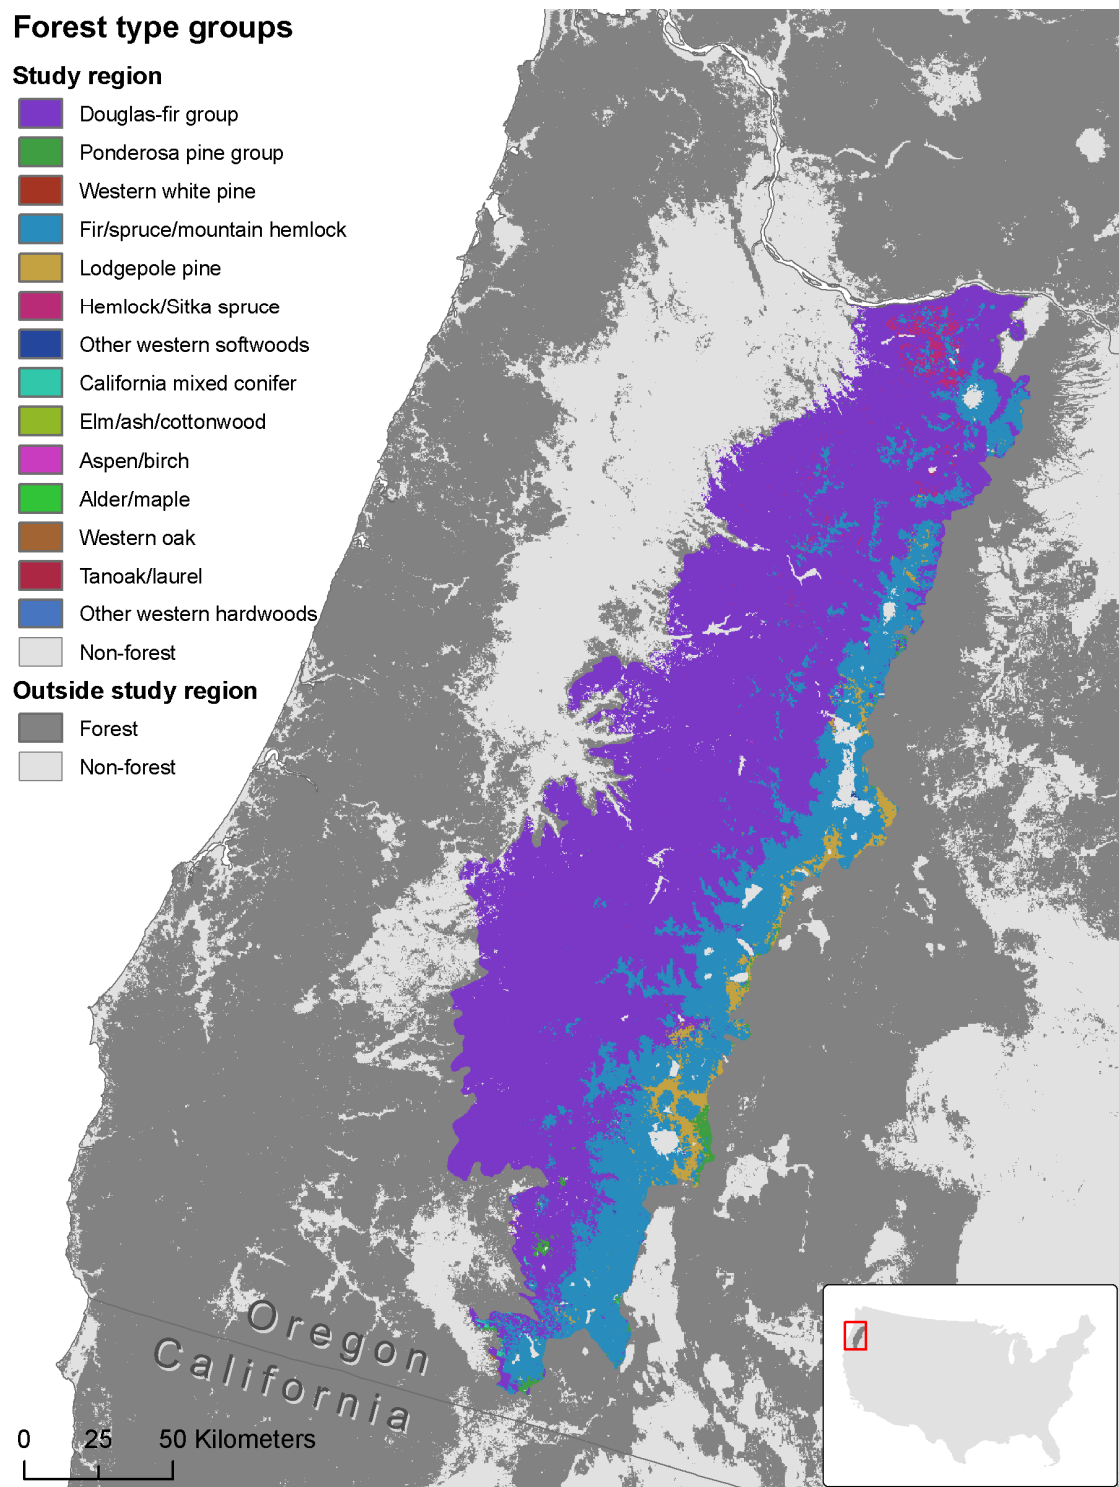 Forest type groups
Study region
Douglas-fir group
Ponderosa pine group
Western white pine
Fir/spruce/mountain hemlock
Lodgepole pine
Hemlock/Sitka spruce
Other western softwoods
California mixed conifer
Elm/ash/cottonwood
Aspen/birch
Alder/maple
Western oak
Tanoak/laurel
Other western hardwoods
Non-forest
Outside study region
Forest
Non-forest
Oregon
California
0 25 50 Kilometers